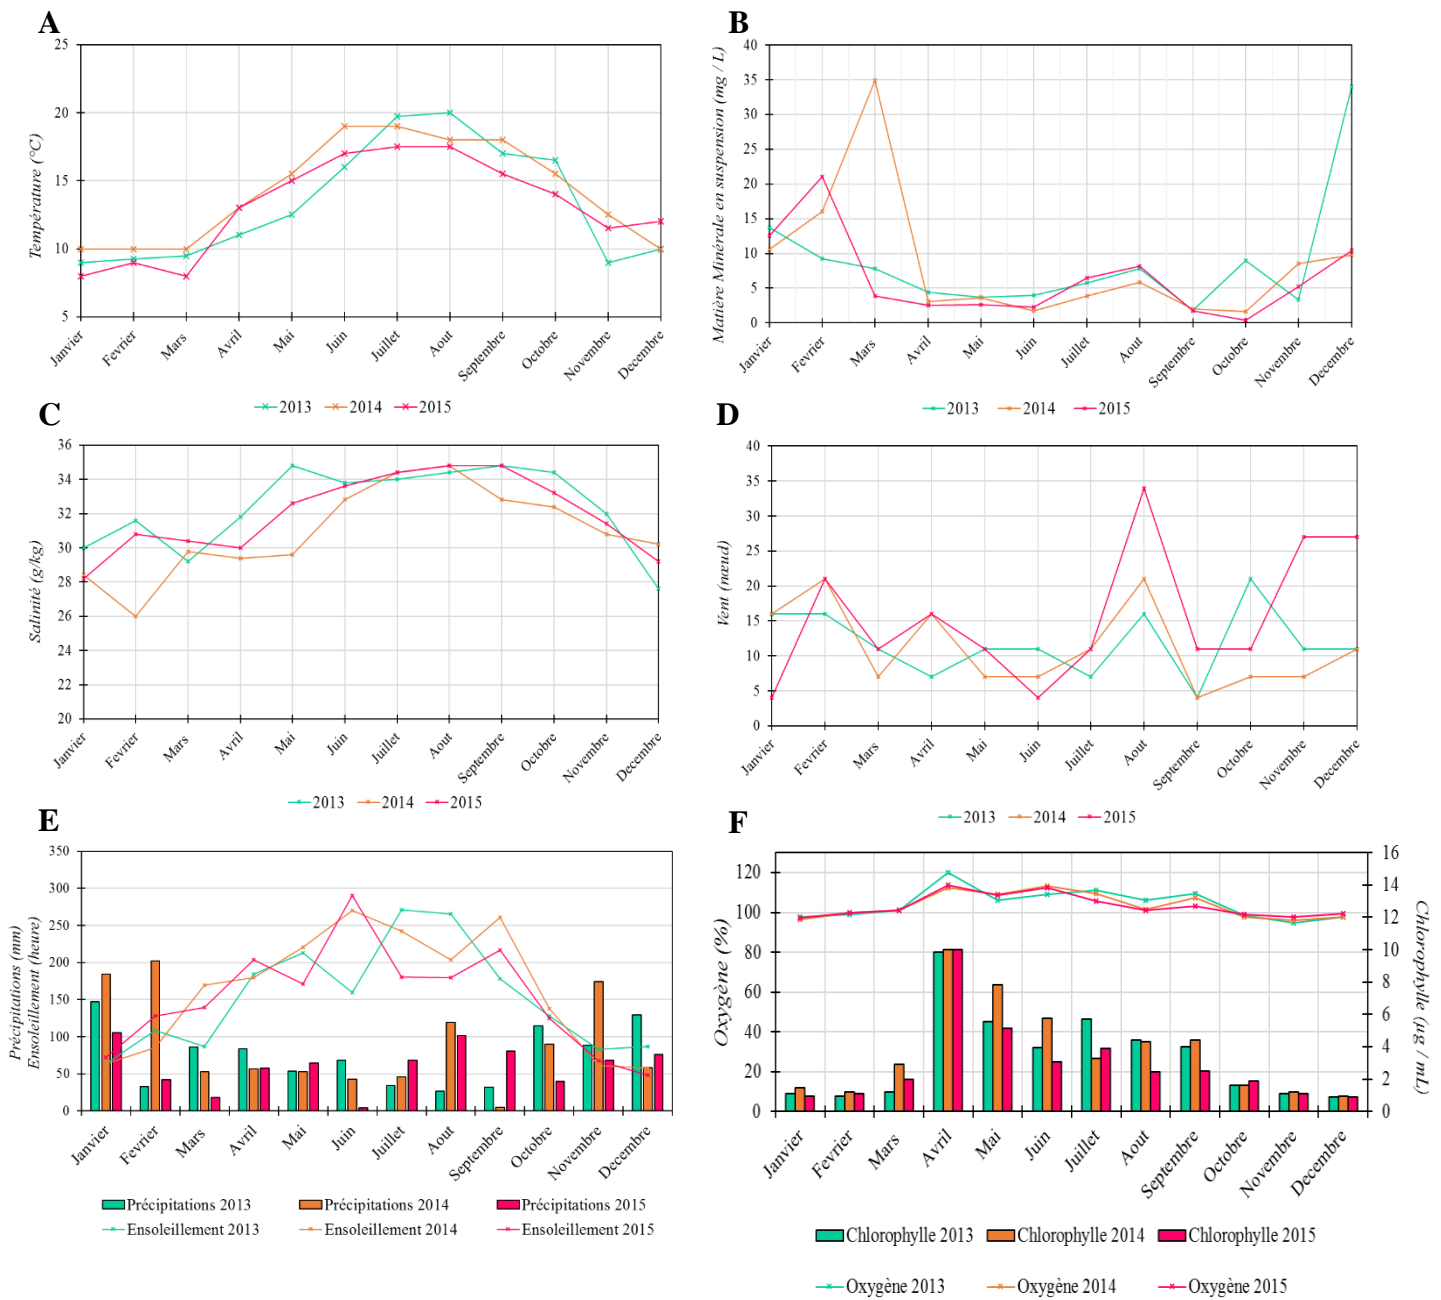 A
Température (°C)
25
20
15
10
5
Janvier
Fevrier
Mars
Avril
Mai
Juin
Juillet
Aout
Septembre
Octobre
Novembre
Decembre
2013 2014 2015
B
Matière Minérale en suspension (mg / L)
40
35
30
25
20
15
10
5
0
Janvier
Fevrier
Mars
Avril
Mai
Juin
Juillet
Aout
Septembre
Octobre
Novembre
Decembre
2013 2014 2015
C
Salinité (g/kg)
36
34
32
30
28
26
24
22
20
Janvier
Fevrier
Mars
Avril
Mai
Juin
Juillet
Aout
Septembre
Octobre
Novembre
Decembre
2013 2014 2015
D
Vent (nœud)
40
35
30
25
20
15
10
5
0
Janvier
Fevrier
Mars
Avril
Mai
Juin
Juillet
Aout
Septembre
Octobre
Novembre
Decembre
2013 2014 2015
E
Précipitations (mm)
Ensoleillement (heure)
350
300
250
200
150
100
50
0
Janvier
Fevrier
Mars
Avril
Mai
Juin
Juillet
Aout
Septembre
Octobre
Novembre
Decembre
Précipitations 2013 Précipitations 2014 Précipitations 2015
Ensoleillement 2013 Ensoleillement 2014 Ensoleillement 2015
F
Oxygène (%)
120
100
80
60
40
20
0
Janvier
Fevrier
Mars
Avril
Mai
Juin
Juillet
Aout
Septembre
Octobre
Novembre
Decembre
16
14
12
10
8
6
4
2
0
Chlorophylle (µg / mL)
Chlorophylle 2013 Chlorophylle 2014 Chlorophylle 2015
Oxygène 2013 Oxygène 2014 Oxygène 2015